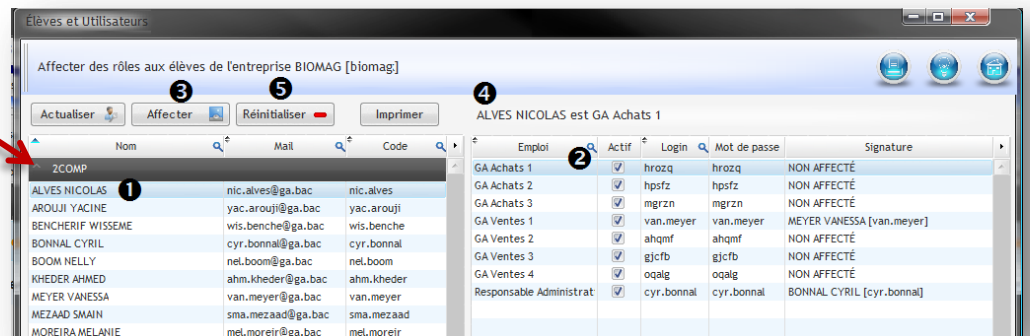 Élèves et Utilisateurs
Affecter des rôles aux élèves de l'entreprise BIOMAG [biomag:]
❸ ❺ ❹
Actualiser Affecter Réinitialiser Imprimer ALVES NICOLAS est GA Achats 1
Nom Mail Code Emploi Actif Login Mot de passe Signature
❷
2COMP GA Achats 1 hrozq hrozq NON AFFECTÉ
ALVES NICOLAS ❶ nic.alves@ga.bac nic.alves GA Achats 2 hpsfz hpsfz NON AFFECTÉ
AROUJI YACINE yac.arouji@ga.bac yac.arouji GA Achats 3 mgrzn mgrzn NON AFFECTÉ
BENCHERIF WISSEME wis.benche@ga.bac wis.benche GA Ventes 1 van.meyer van.meyer MEYER VANESSA [van.meyer]
BONNAL CYRIL cyr.bonnal@ga.bac cyr.bonnal GA Ventes 2 ahqmf ahqmf NON AFFECTÉ
BOOM NELLY nel.boom@ga.bac nel.boom GA Ventes 3 gjcfb gjcfb NON AFFECTÉ
KHEDER AHMED ahm.kheder@ga.bac ahm.kheder GA Ventes 4 oqalg oqalg NON AFFECTÉ
MEYER VANESSA van.meyer@ga.bac van.meyer Responsable Administrat cyr.bonnal cyr.bonnal BONNAL CYRIL [cyr.bonnal]
MEZAAD SMAIN sma.mezaad@ga.bac sma.mezaad
MOREIRA MELANIE mel.moreir@ga.bac mel.moreir